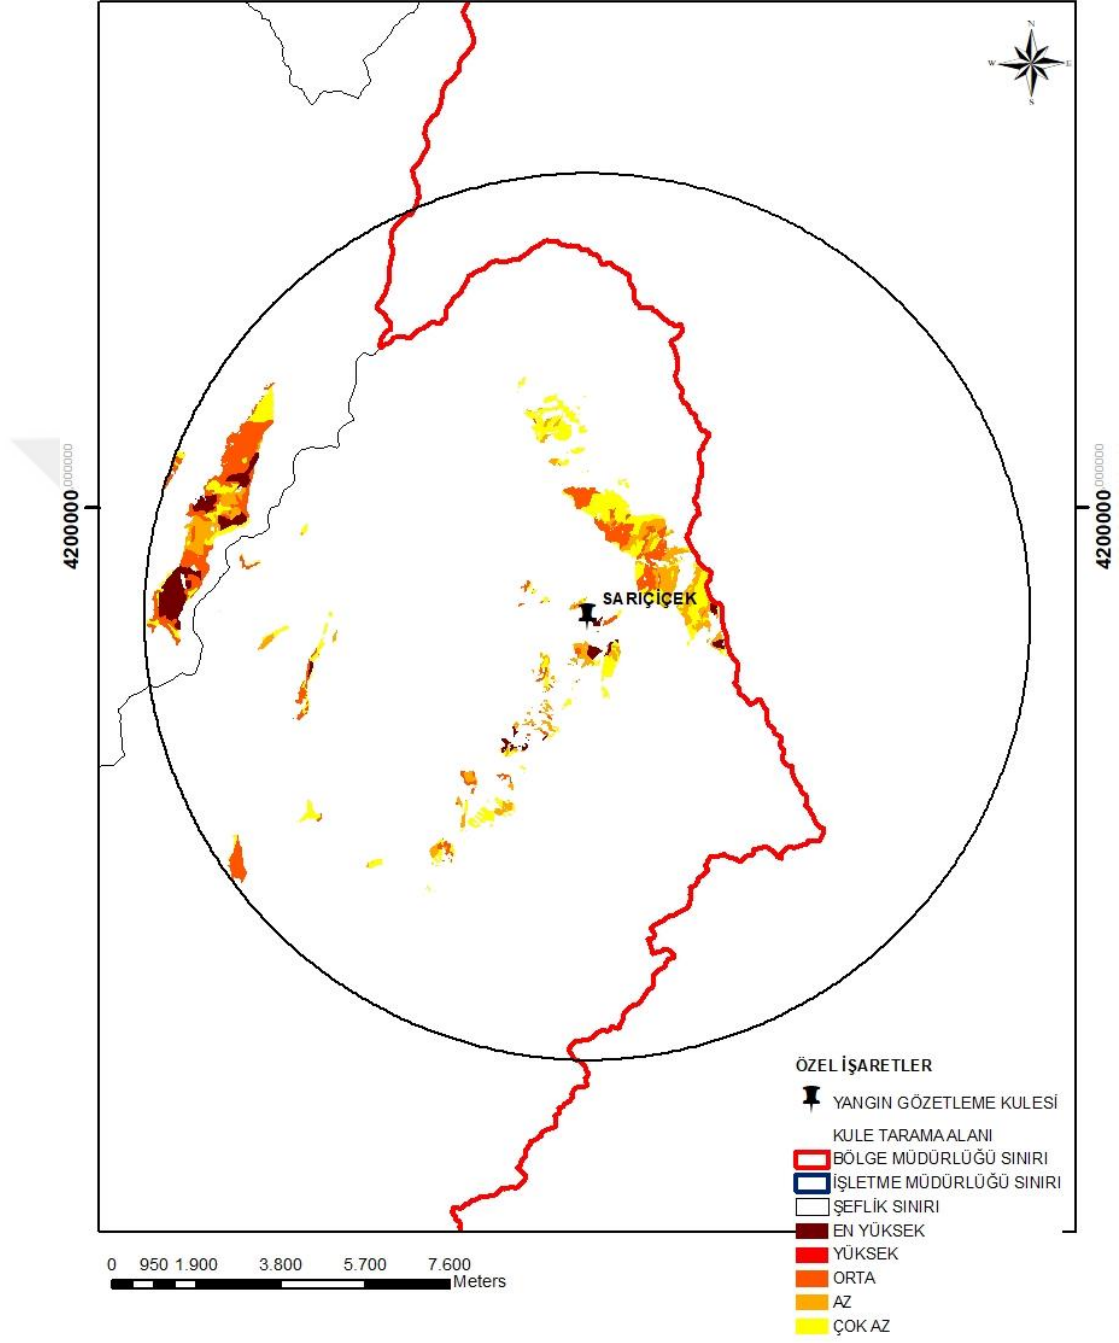 N
W E
S
4200000,000000
4200000,000000
SARIÇİÇEK
ÖZEL İŞARETLER
YANGIN GÖZETLEME KULESİ
KULE TARAMA ALANI
BÖLGE MÜDÜRLÜĞÜ SINIRI
İŞLETME MÜDÜRLÜĞÜ SINIRI
ŞEFLİK SINIRI
EN YÜKSEK
YÜKSEK
ORTA
AZ
ÇOK AZ
0 950 1.900 3.800 5.700 7.600
Meters